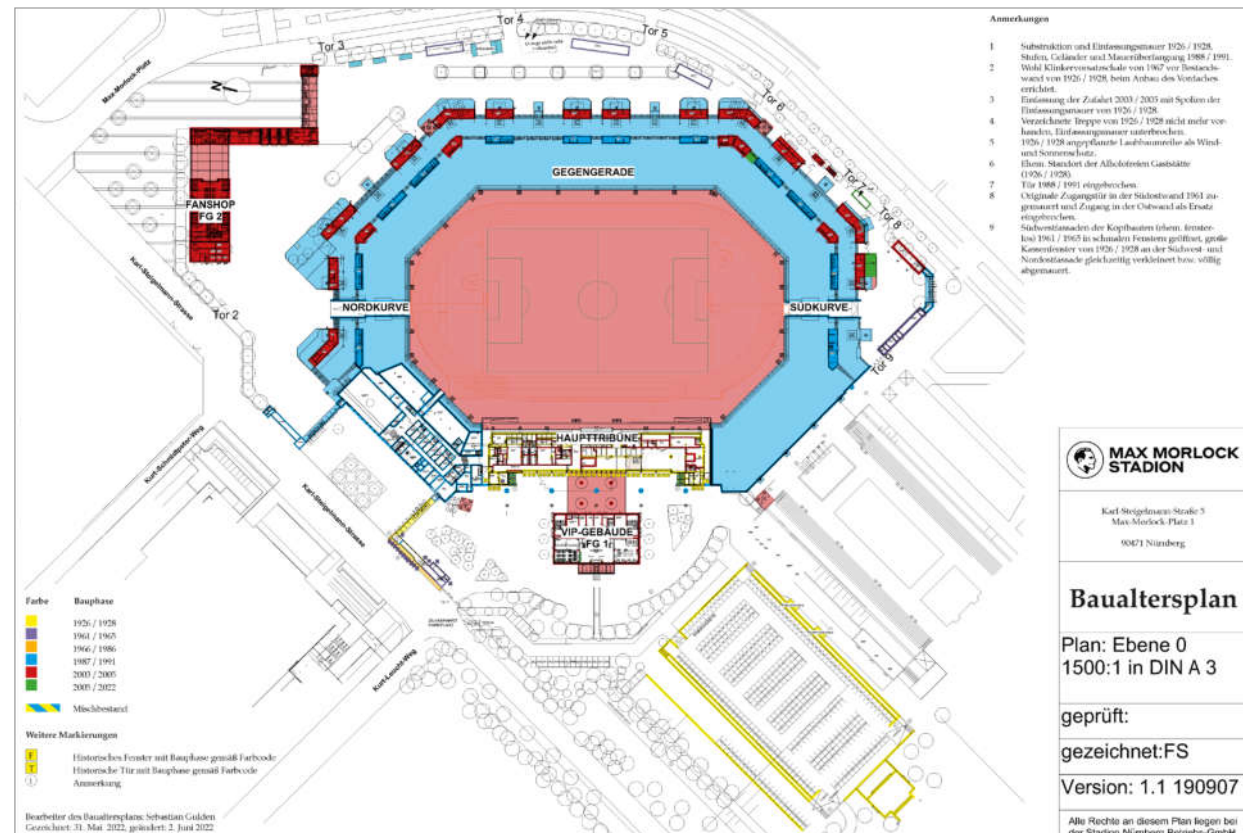 Tor 4
Tor 3
Tor 5
Max-Morlock-Platz
N
Tor 6
GEGENGERADE
Tor 7
FANSHOP
FG 2
Tor 8
Karl-Steigelmann-Strasse
Tor 2
NORDKURVE
SÜDKURVE
Tor 9
HAUPTTRIBÜNE
Kurt-Schmidtpeter-Weg
Karl-Steigelmann-Strasse
VIP-GEBÄUDE
FG 1
Kurt-Leucht-Weg
Anmerkungen
1 Substruktion und Einfassungsmauer 1926 / 1928,
Stufen, Geländer und Mauerüberfangung 1988 / 1991.
2 Wohl Klinkervorsatzschale von 1967 vor Bestands-
wand von 1926 / 1928, beim Anbau des Vordaches
errichtet.
3 Einfassung der Zufahrt 2003 / 2005 mit Spolien der
Einfassungsmauer von 1926 / 1928.
4 Verzeichnete Treppe von 1926 / 1928 nicht mehr vor-
handen, Einfassungsmauer unterbrochen.
5 1926 / 1928 angepflanzte Laubbaumreihe als Wind-
und Sonnenschutz.
6 Ehem. Standort der Alkoholfreien Gaststätte
(1926 / 1928)
7 Tür 1988 / 1991 eingebrochen.
8 Originale Zugangstür in der Südostwand 1961 zu-
gemauert und Zugang in der Ostwand als Ersatz
eingebrochen.
9 Südwestfassaden der Kopfbauten (ehem. fenster-
los) 1961 / 1965 in schmalen Fenstern geöffnet, große
Kassenfenster von 1926 / 1928 an der Südwest- und
Nordostfassade gleichzeitig verkleinert bzw. völlig
abgemauert.
Farbe Bauphase
1926 / 1928
1961 / 1965
1966 / 1986
1987 / 1991
2003 / 2005
2005 / 2022
Mischbestand
Weitere Markierungen
F Historisches Fenster mit Bauphase gemäß Farbcode
T Historische Tür mit Bauphase gemäß Farbcode
1 Anmerkung
Bearbeiter des Baualtersplans: Sebastian Gulden
Gezeichnet: 31. Mai 2022, geändert: 2. Juni 2022
MAX MORLOCK
STADION
Karl-Steigelmann-Straße 5
Max-Morlock-Platz 1
90471 Nürnberg
Baualtersplan
Plan: Ebene 0
1500:1 in DIN A 3
geprüft:
gezeichnet:FS
Version: 1.1 190907
Alle Rechte an diesem Plan liegen bei
der Stadion Nürnberg Betriebs-GmbH